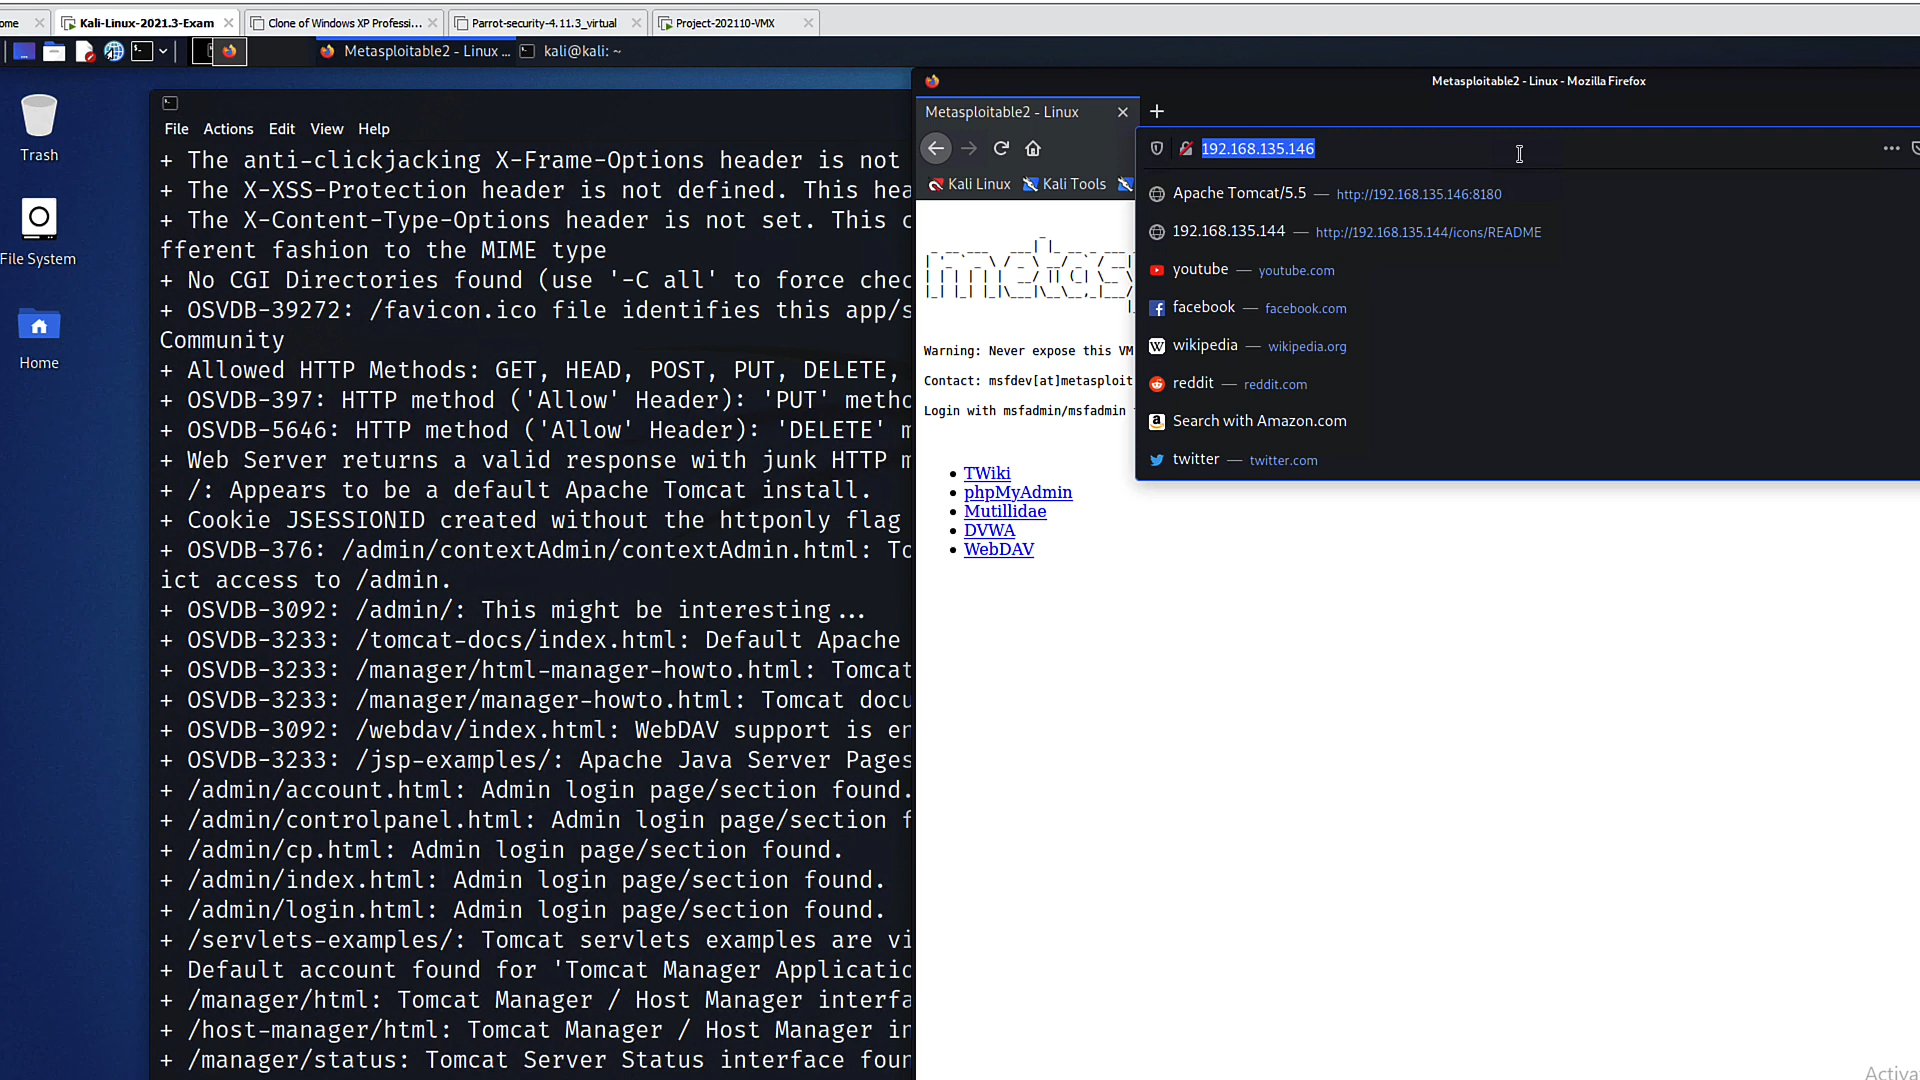 ome
Kali-Linux-2021.3-Exam
Clone of Windows XP Professi...
Parrot-security-4.11.3_virtual
Project-202110-VMX
Metasploitable2 - Linux ...
kali@kali: ~
Trash
File System
Home
File Actions Edit View Help
+ The anti-clickjacking X-Frame-Options header is not
+ The X-XSS-Protection header is not defined. This hea
+ The X-Content-Type-Options header is not set. This c
fferent fashion to the MIME type
+ No CGI Directories found (use '-C all' to force chec
+ OSVDB-39272: /favicon.ico file identifies this app/s
Community
+ Allowed HTTP Methods: GET, HEAD, POST, PUT, DELETE,
+ OSVDB-397: HTTP method ('Allow' Header): 'PUT' metho
+ OSVDB-5646: HTTP method ('Allow' Header): 'DELETE' m
+ Web Server returns a valid response with junk HTTP m
+ /: Appears to be a default Apache Tomcat install.
+ Cookie JSESSIONID created without the httponly flag
+ OSVDB-376: /admin/contextAdmin/contextAdmin.html: To
ict access to /admin.
+ OSVDB-3092: /admin/: This might be interesting...
+ OSVDB-3233: /tomcat-docs/index.html: Default Apache
+ OSVDB-3233: /manager/html-manager-howto.html: Tomcat
+ OSVDB-3233: /manager/manager-howto.html: Tomcat docu
+ OSVDB-3092: /webdav/index.html: WebDAV support is en
+ OSVDB-3233: /jsp-examples/: Apache Java Server Pages
+ /admin/account.html: Admin login page/section found.
+ /admin/controlpanel.html: Admin login page/section f
+ /admin/cp.html: Admin login page/section found.
+ /admin/index.html: Admin login page/section found.
+ /admin/login.html: Admin login page/section found.
+ /servlets-examples/: Tomcat servlets examples are vi
+ Default account found for 'Tomcat Manager Applicatio
+ /manager/html: Tomcat Manager / Host Manager interfa
+ /host-manager/html: Tomcat Manager / Host Manager in
+ /manager/status: Tomcat Server Status interface foun
Metasploitable2 - Linux - Mozilla Firefox
Metasploitable2 - Linux
192.168.135.146
Kali Linux Kali Tools
Apache Tomcat/5.5 — http://192.168.135.146:8180
192.168.135.144 — http://192.168.135.144/icons/README
youtube — youtube.com
facebook — facebook.com
wikipedia — wikipedia.org
reddit — reddit.com
Search with Amazon.com
twitter — twitter.com
metas
Warning: Never expose this VM
Contact: msfdev[at]metasploit
Login with msfadmin/msfadmin
TWiki
phpMyAdmin
Mutillidae
DVWA
WebDAV
Activa